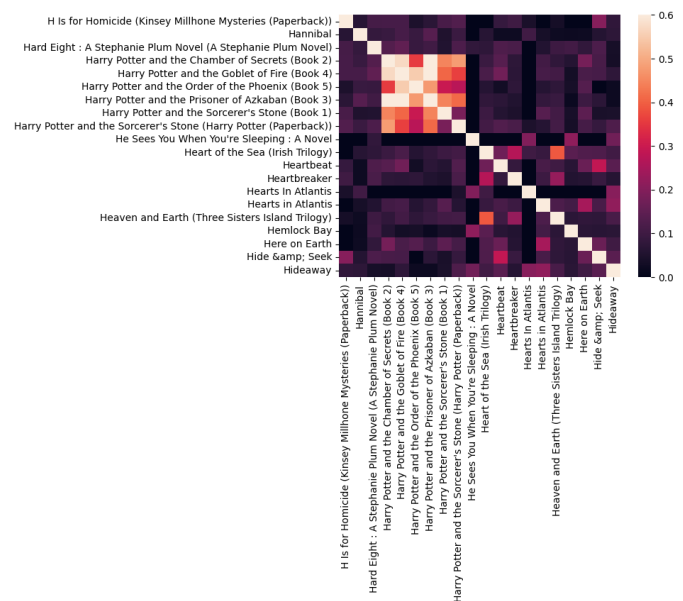 H Is for Homicide (Kinsey Millhone Mysteries (Paperback))
Hannibal
Hard Eight : A Stephanie Plum Novel (A Stephanie Plum Novel)
Harry Potter and the Chamber of Secrets (Book 2)
Harry Potter and the Goblet of Fire (Book 4)
Harry Potter and the Order of the Phoenix (Book 5)
Harry Potter and the Prisoner of Azkaban (Book 3)
Harry Potter and the Sorcerer's Stone (Book 1)
Harry Potter and the Sorcerer's Stone (Harry Potter (Paperback))
He Sees You When You're Sleeping : A Novel
Heart of the Sea (Irish Trilogy)
Heartbeat
Heartbreaker
Hearts In Atlantis
Hearts in Atlantis
Heaven and Earth (Three Sisters Island Trilogy)
Hemlock Bay
Here on Earth
Hide &amp; Seek
Hideaway
0.6
0.5
0.4
0.3
0.2
0.1
0.0
H Is for Homicide (Kinsey Millhone Mysteries (Paperback))
Hannibal
Hard Eight : A Stephanie Plum Novel (A Stephanie Plum Novel)
Harry Potter and the Chamber of Secrets (Book 2)
Harry Potter and the Goblet of Fire (Book 4)
Harry Potter and the Order of the Phoenix (Book 5)
Harry Potter and the Prisoner of Azkaban (Book 3)
Harry Potter and the Sorcerer's Stone (Book 1)
Harry Potter and the Sorcerer's Stone (Harry Potter (Paperback))
He Sees You When You're Sleeping : A Novel
Heart of the Sea (Irish Trilogy)
Heartbeat
Heartbreaker
Hearts In Atlantis
Hearts in Atlantis
Heaven and Earth (Three Sisters Island Trilogy)
Hemlock Bay
Here on Earth
Hide &amp; Seek
Hideaway